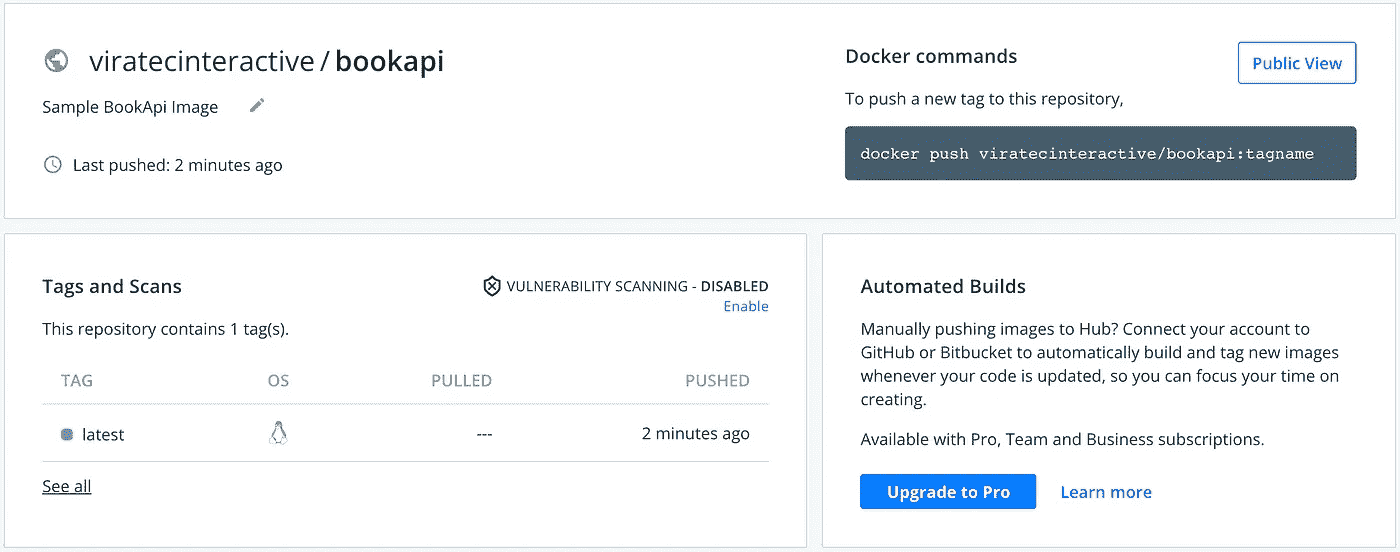 viratecinteractive / bookapi
Sample BookApi Image
Last pushed: 2 minutes ago
Docker commands
Public View
To push a new tag to this repository,
docker push viratecinteractive/bookapi:tagname
Tags and Scans
VULNERABILITY SCANNING - DISABLED
Enable
This repository contains 1 tag(s).
TAG OS PULLED PUSHED
latest --- 2 minutes ago
See all
Automated Builds
Manually pushing images to Hub? Connect your account to
GitHub or Bitbucket to automatically build and tag new images
whenever your code is updated, so you can focus your time on
creating.
Available with Pro, Team and Business subscriptions.
Upgrade to Pro Learn more